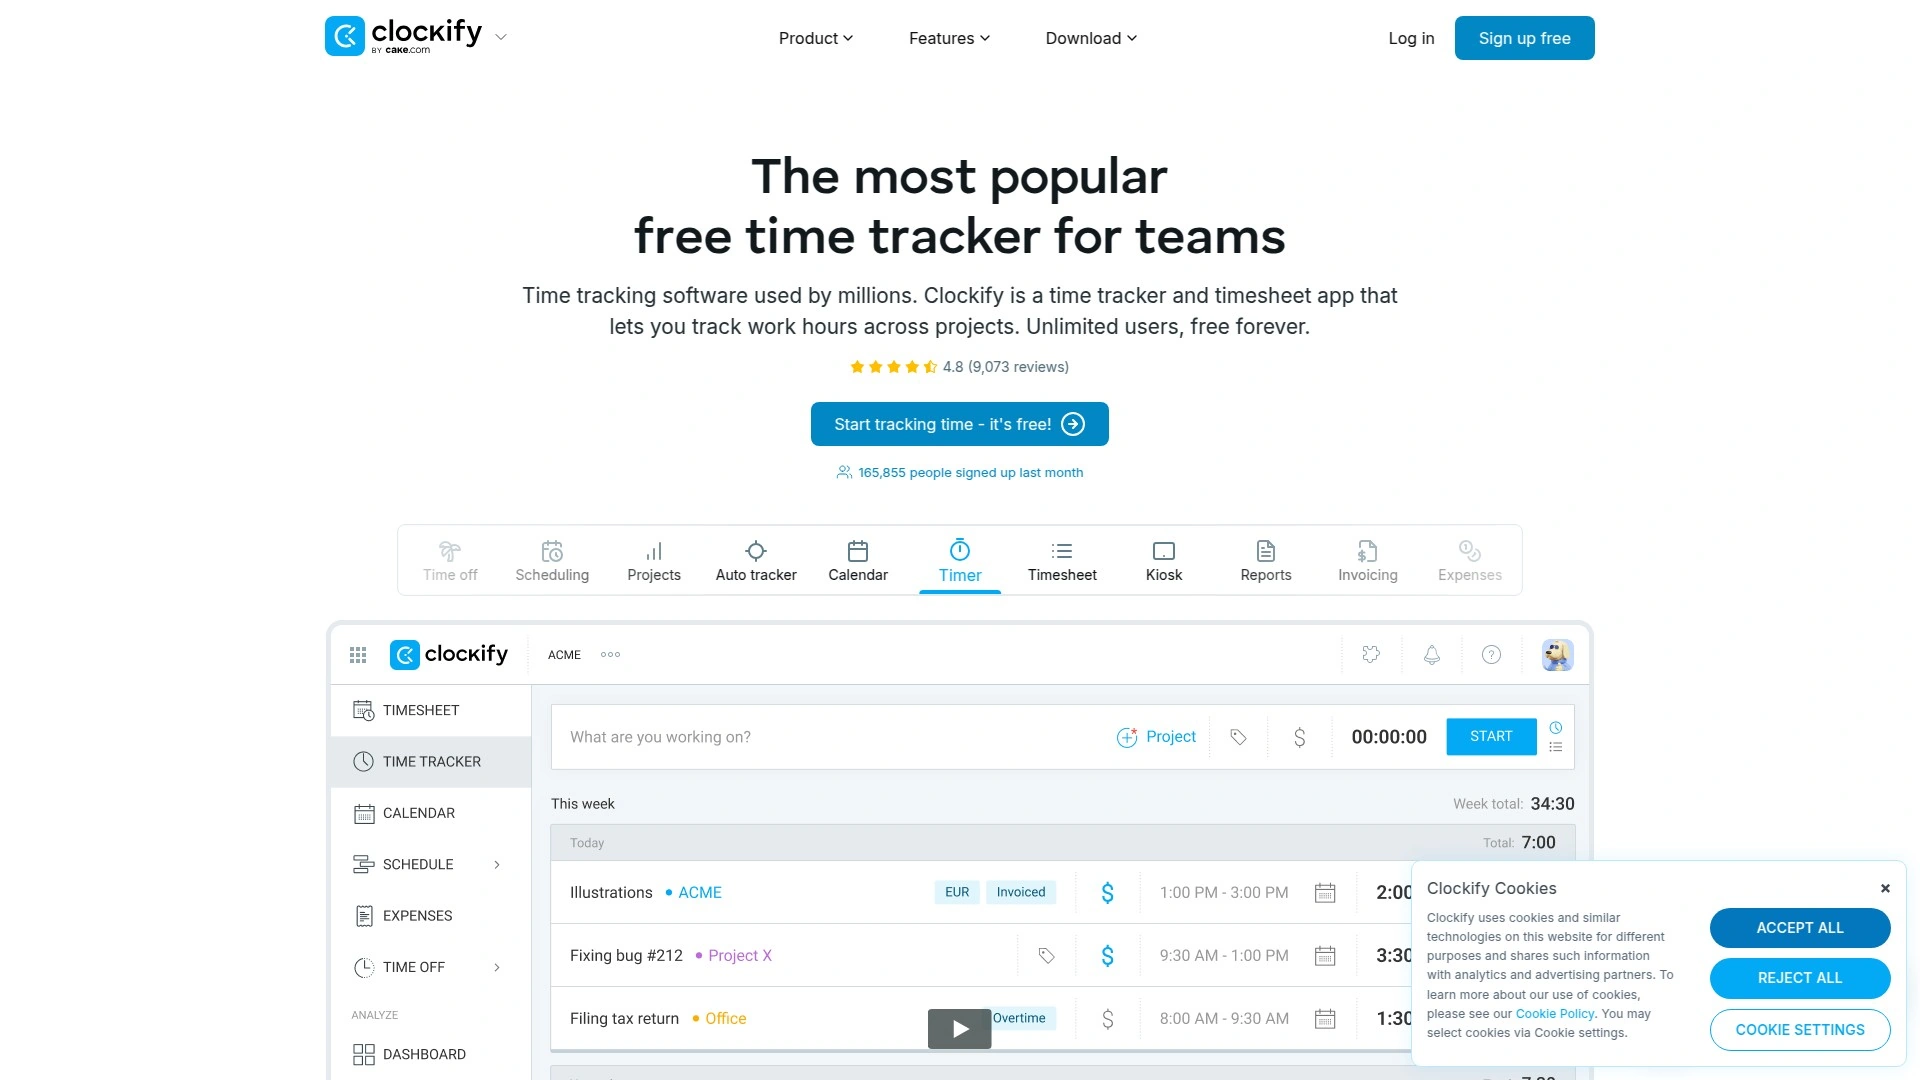 clockify
BY cake.com
Product
Features
Download
Log in
Sign up free
The most popular
free time tracker for teams
Time tracking software used by millions. Clockify is a time tracker and timesheet app that
lets you track work hours across projects. Unlimited users, free forever.
4.8 (9,073 reviews)
Start tracking time - it's free!
165,855 people signed up last month
Time off
Scheduling
Projects
Auto tracker
Calendar
Timer
Timesheet
Kiosk
Reports
Invoicing
Expenses
clockify
ACME
TIMESHEET
TIME TRACKER
CALENDAR
SCHEDULE
EXPENSES
TIME OFF
ANALYZE
DASHBOARD
What are you working on?
Project
00:00:00
START
This week
Week total: 34:30
Today
Total: 7:00
Illustrations • ACME
EUR
Invoiced
1:00 PM - 3:00 PM
2:00
Fixing bug #212 • Project X
9:30 AM - 1:00 PM
3:30
Filing tax return • Office
Overtime
8:00 AM - 9:30 AM
1:30
Clockify Cookies
Clockify uses cookies and similar
technologies on this website for different
purposes and shares such information
with analytics and advertising partners. To
learn more about our use of cookies,
please see our Cookie Policy. You may
select cookies via Cookie settings.
ACCEPT ALL
REJECT ALL
COOKIE SETTINGS